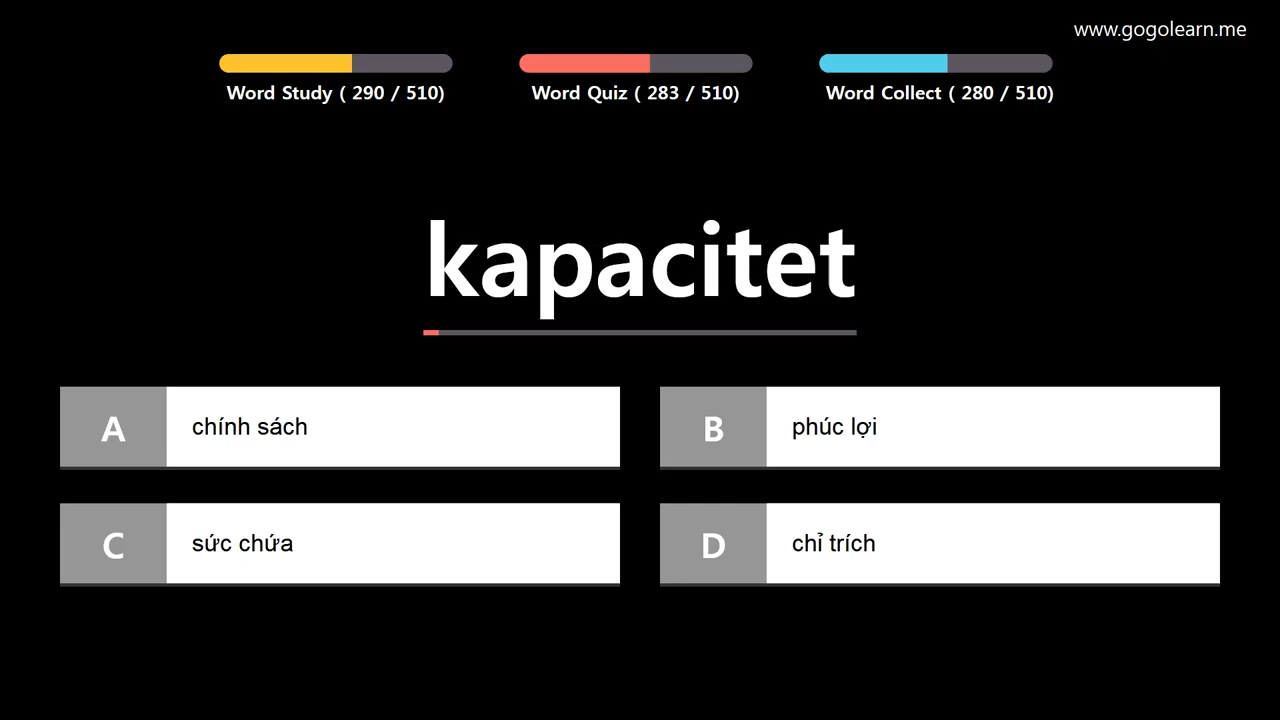 www.gogolearn.me
Word Study ( 290 / 510)
Word Quiz ( 283 / 510)
Word Collect ( 280 / 510)
kapacitet
A
chính sách
B
phúc lợi
C
sức chứa
D
chỉ trích